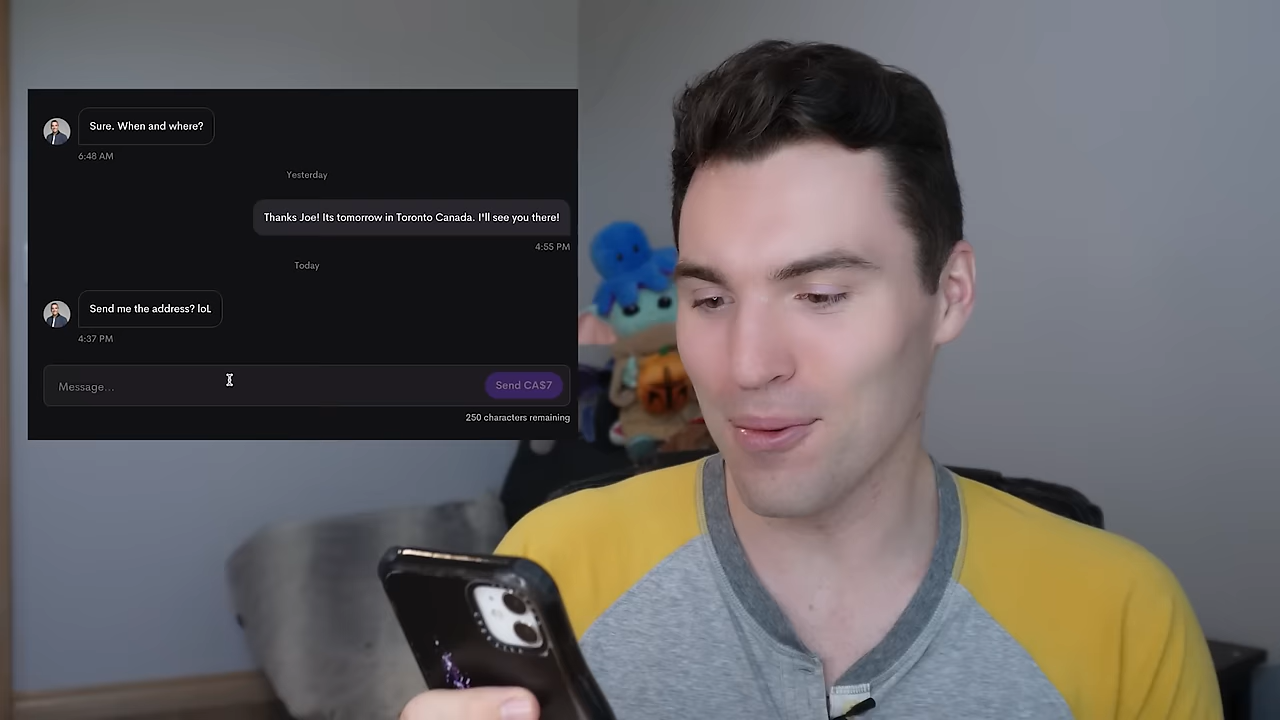 Sure. When and where?
6:48 AM
Yesterday
Thanks Joe! Its tomorrow in Toronto Canada. I'll see you there!
4:55 PM
Today
Send me the address? lol
4:37 PM
Message...
Send CA$7
250 characters remaining